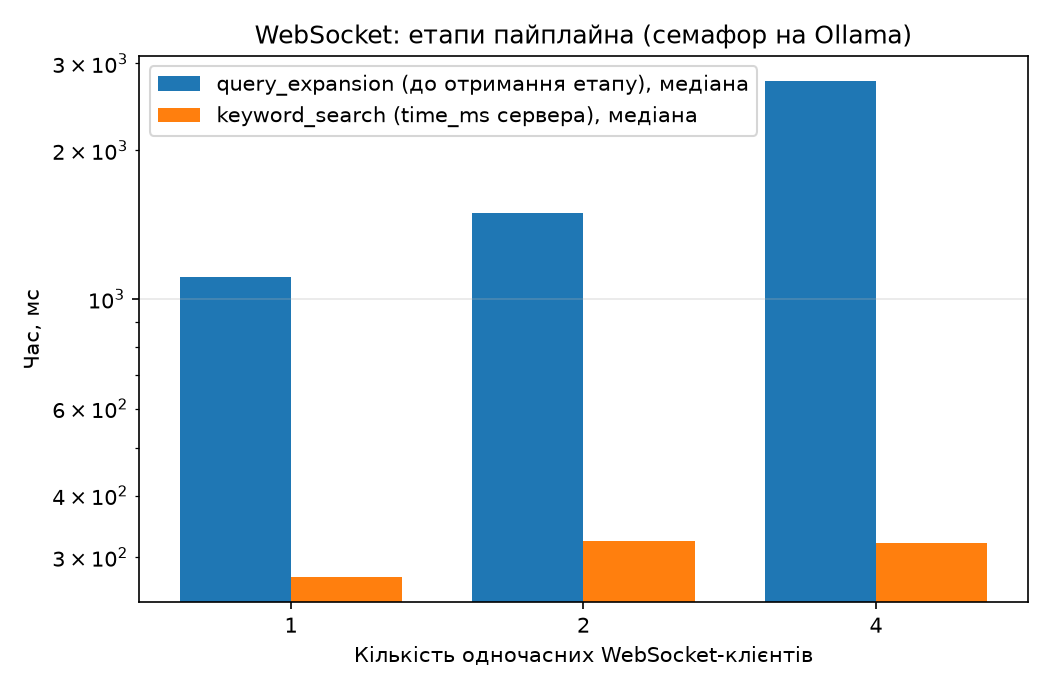 WebSocket: етапи пайплайна (семафор на Ollama)
query_expansion (до отримання етапу), медіана
keyword_search (time_ms сервера), медіана
Час, мс
3 × 10³
2 × 10³
10³
6 × 10²
4 × 10²
3 × 10²
1 2 4
Кількість одночасних WebSocket-клієнтів